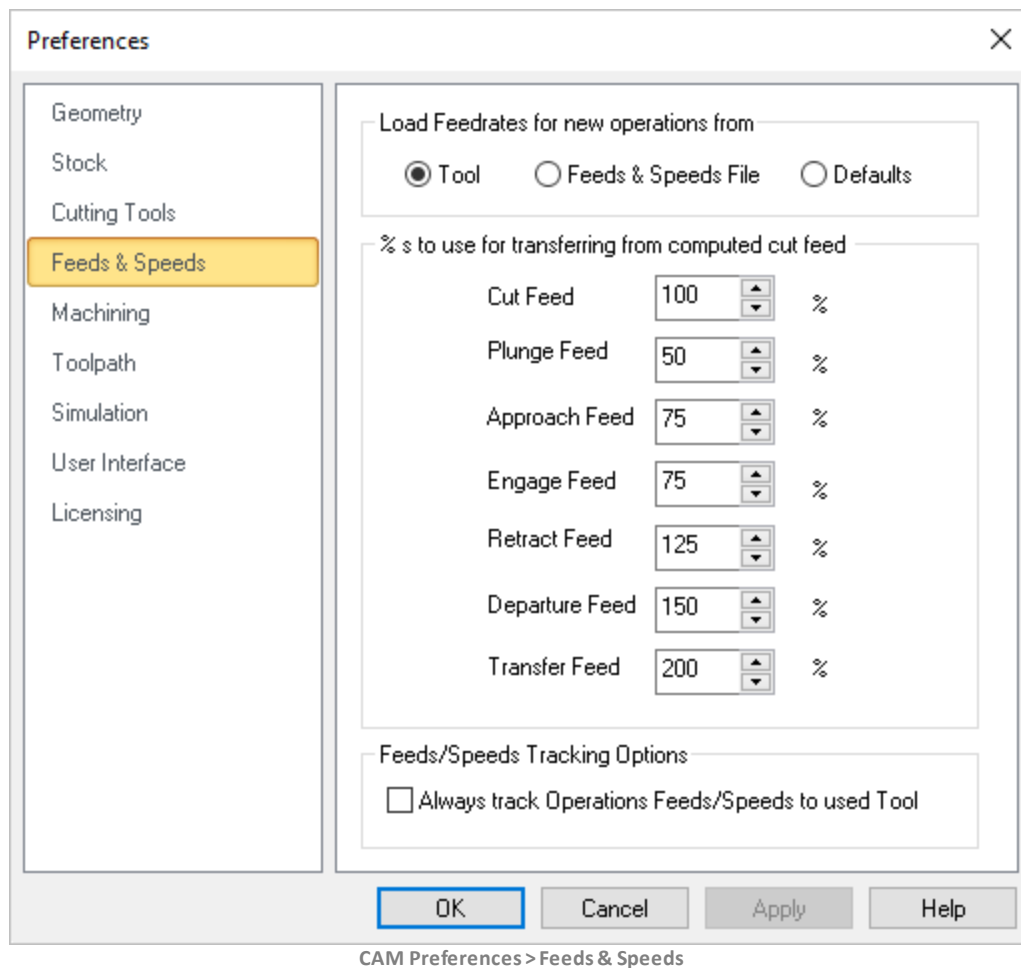 Preferences
Geometry
Stock
Cutting Tools
Feeds & Speeds
Machining
Toolpath
Simulation
User Interface
Licensing
Load Feedrates for new operations from
Tool Feeds & Speeds File Defaults
% s to use for transferring from computed cut feed
Cut Feed 100 %
Plunge Feed 50 %
Approach Feed 75 %
Engage Feed 75 %
Retract Feed 125 %
Departure Feed 150 %
Transfer Feed 200 %
Feeds/Speeds Tracking Options
Always track Operations Feeds/Speeds to used Tool
OK Cancel Apply Help
CAM Preferences > Feeds & Speeds